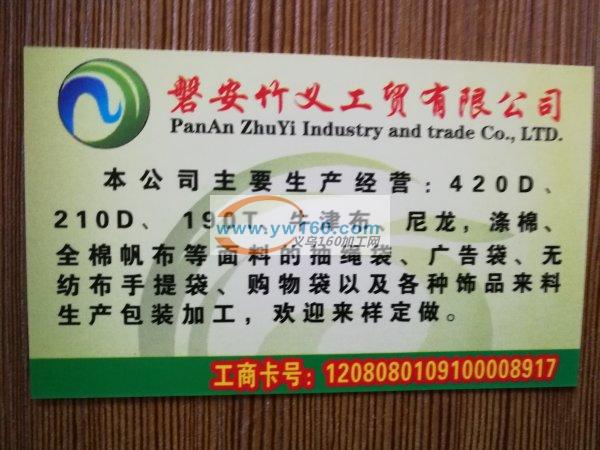 磐安竹义工贸有限公司
PanAn ZhuYi Industry and trade Co., LTD.
本公司主要生产经营：420D、
210D、190T、牛津布、尼龙，涤棉、
www.yw160.com
义乌160加工网
全棉帆布等面料的抽绳袋、广告袋、无
纺布手提袋、购物袋以及各种饰品来料
生产包装加工，欢迎来样定做。
工商卡号：1208080109100008917